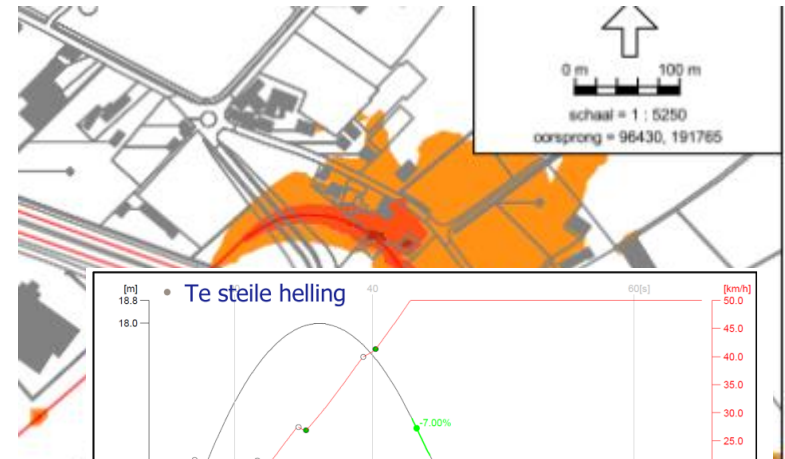 0 m 100 m
schaal = 1 : 5250
oorsprong = 96430, 191765
[m] • Te steile helling 40 60[s] [km/h]
18.8 50.0
18.0
45.0
40.0
35.0
30.0
-7.00%
25.0